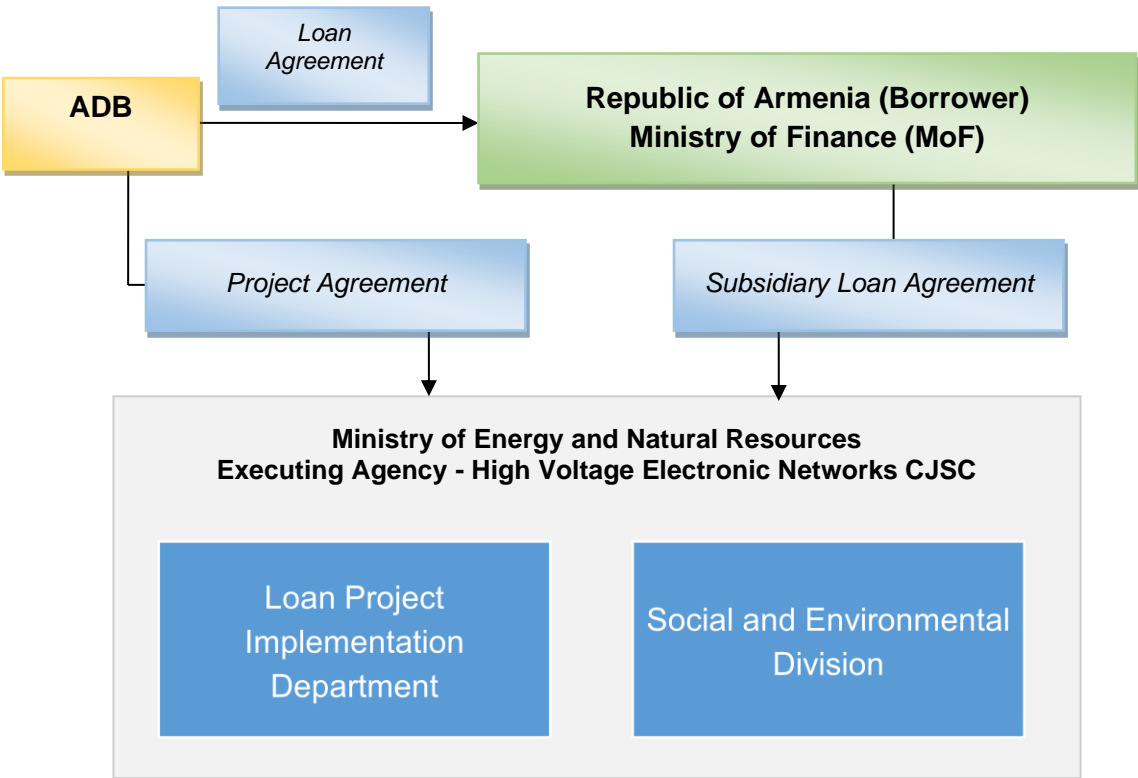 Loan
Agreement
ADB
Republic of Armenia (Borrower)
Ministry of Finance (MoF)
Project Agreement
Subsidiary Loan Agreement
Ministry of Energy and Natural Resources
Executing Agency - High Voltage Electronic Networks CJSC
Loan Project
Implementation
Department
Social and Environmental
Division